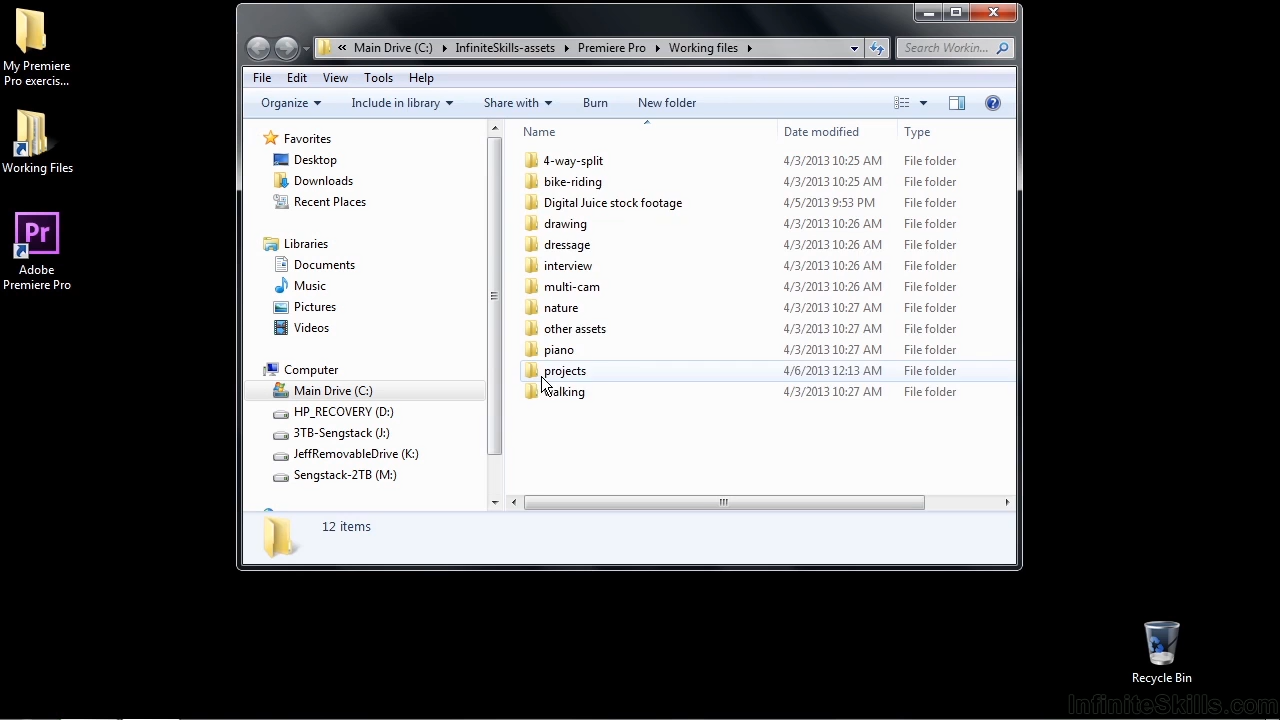 My Premiere
Pro exercis...
Working Files
Pr
Adobe
Premiere Pro
« Main Drive (C:) InfiniteSkills-assets Premiere Pro Working files
Search Workin...
File Edit View Tools Help
Organize Include in library Share with Burn New folder
Favorites
Desktop
Downloads
Recent Places
Libraries
Documents
Music
Pictures
Videos
Computer
Main Drive (C:)
HP_RECOVERY (D:)
3TB-Sengstack (J:)
JeffRemovableDrive (K:)
Sengstack-2TB (M:)
Name Date modified Type
4-way-split 4/3/2013 10:25 AM File folder
bike-riding 4/3/2013 10:25 AM File folder
Digital Juice stock footage 4/5/2013 9:53 PM File folder
drawing 4/3/2013 10:26 AM File folder
dressage 4/3/2013 10:26 AM File folder
interview 4/3/2013 10:26 AM File folder
multi-cam 4/3/2013 10:26 AM File folder
nature 4/3/2013 10:27 AM File folder
other assets 4/3/2013 10:27 AM File folder
piano 4/3/2013 10:27 AM File folder
projects 4/6/2013 12:13 AM File folder
4/3/2013 10:27 AM File folder
12 items
Recycle Bin
InfiniteSkills.com